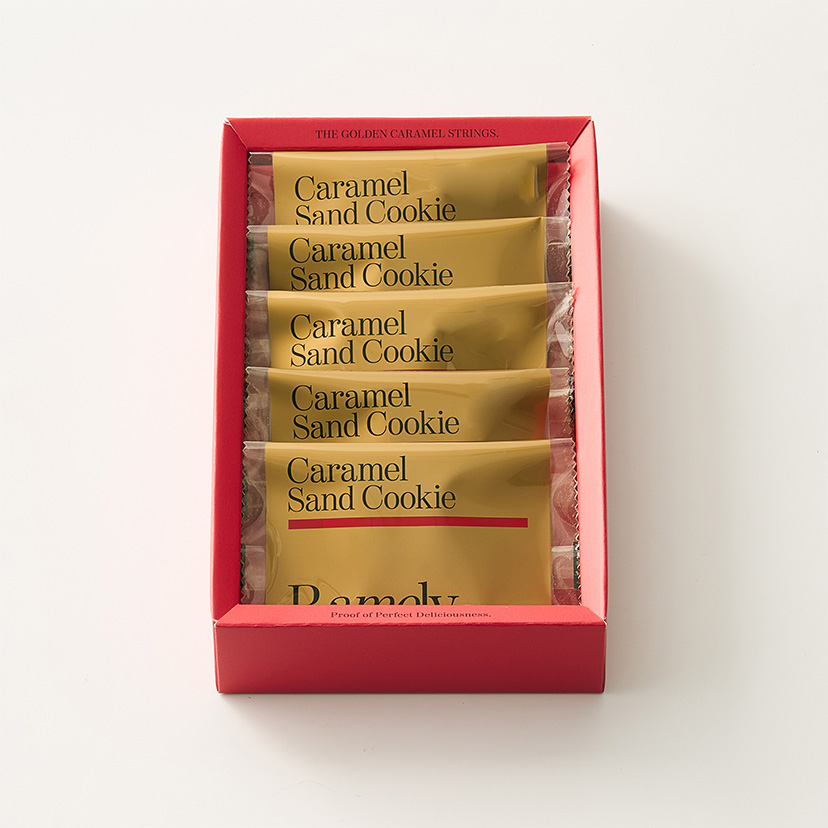 THE GOLDEN CARAMEL STRINGS.
Caramel
Sand Cookie
Caramel
Sand Cookie
Caramel
Sand Cookie
Caramel
Sand Cookie
Caramel
Sand Cookie
Proof of Perfect Deliciousness.